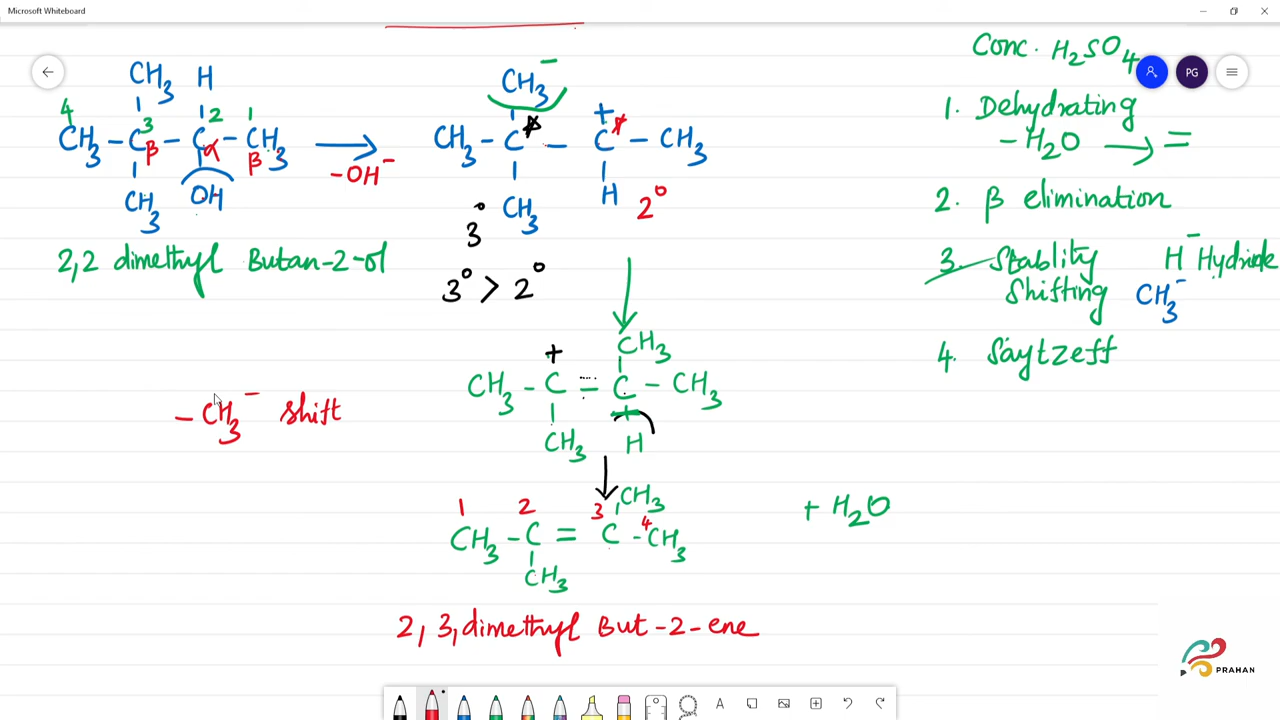 Microsoft Whiteboard
Conc. H2SO4
PG
1. Dehydrating
-H2O → =
2. β elimination
3. Stablity H⁻ Hydride
Shifting CH3⁻
4. Saytzeff
CH3 H
4 3 2 1
CH3 - C - C - CH3
β α β
CH3 OH
→
-OH⁻
2,2 dimethyl Butan-2-ol
CH3⁻
+
CH3 - C* - C* - CH3
CH3 H 2°
3°
3° > 2°
-CH3⁻ shift
+ CH3
CH3 - C = C - CH3
CH3 H
CH3
1 2 3 4
CH3 - C = C - CH3
CH3
+ H2O
2, 3, dimethyl But-2-ene
PRAHAN
A